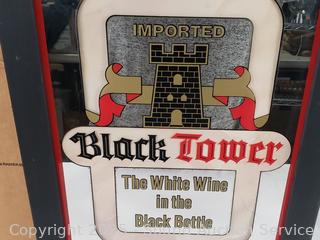 IMPORTED
Black Tower
The White Wine
in the
Black Bottle